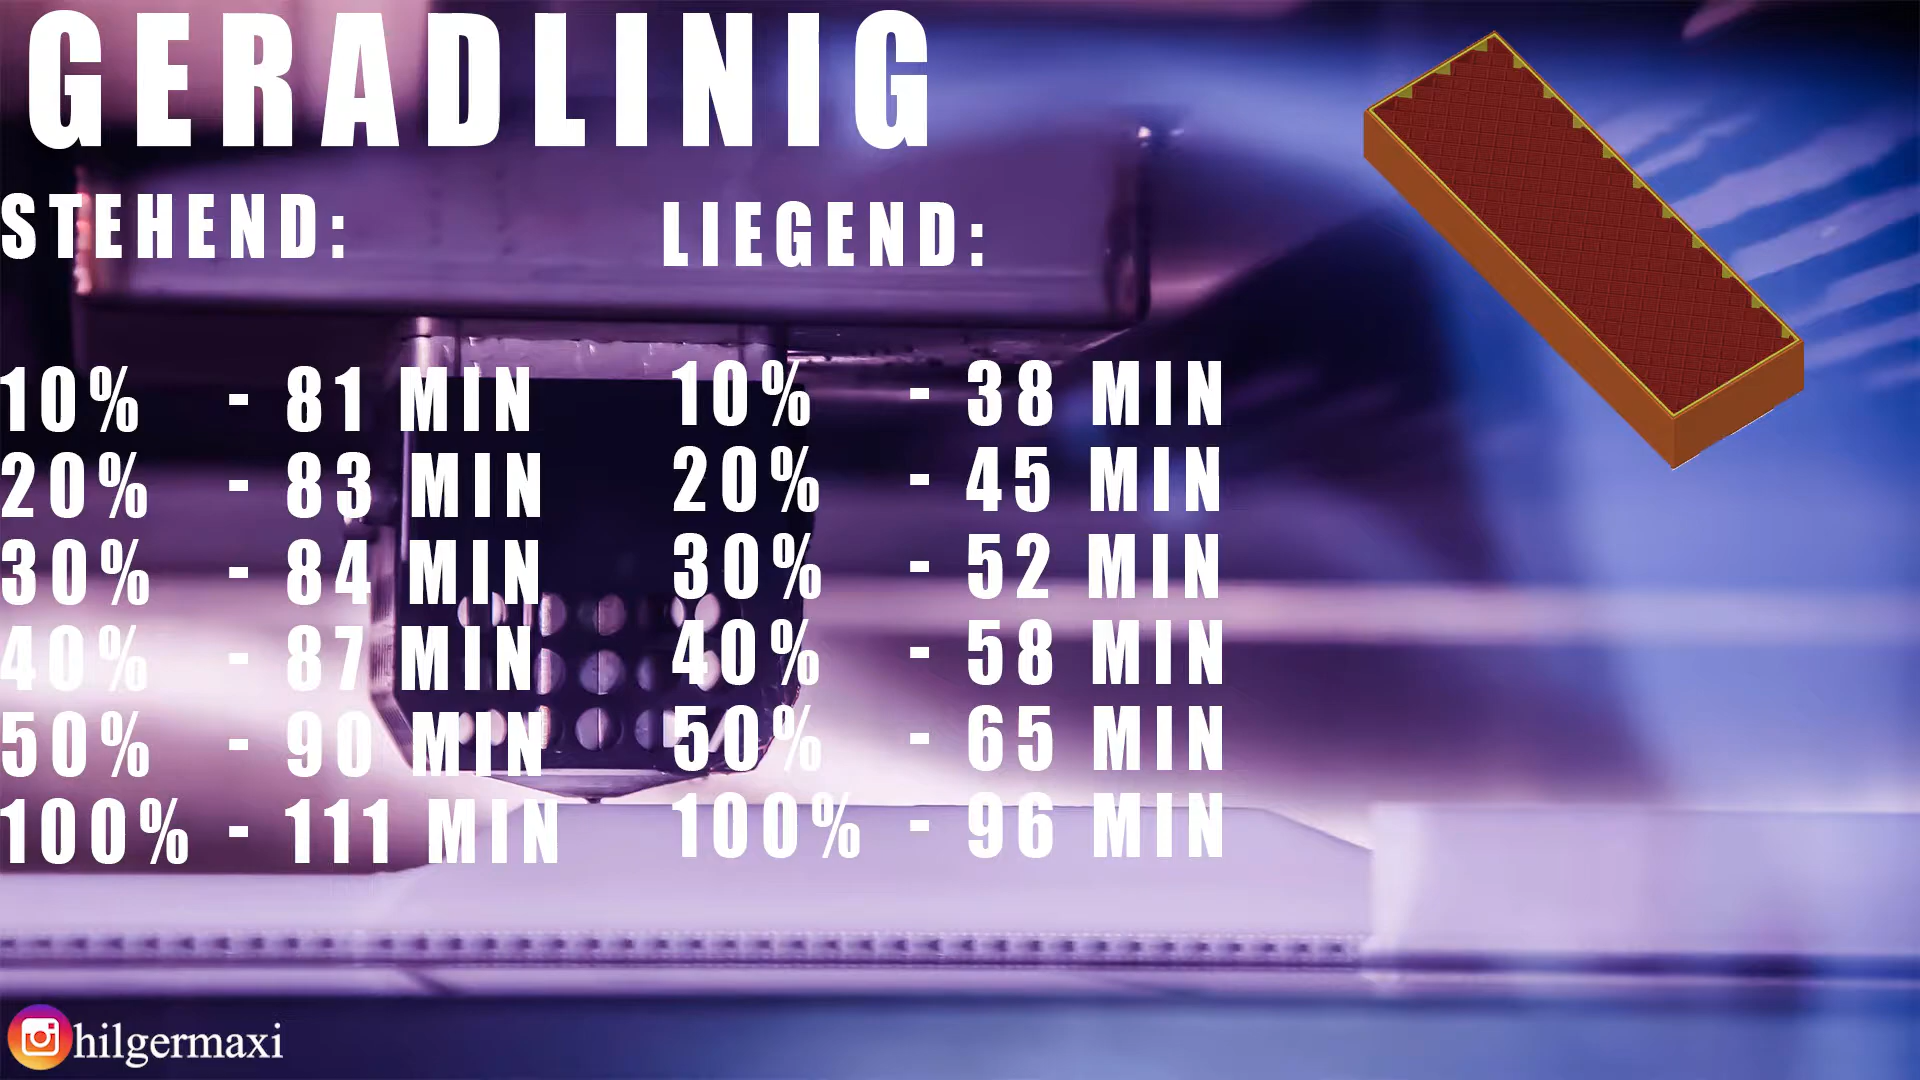 GERADLINIG
STEHEND:
10% - 81 MIN
20% - 83 MIN
30% - 84 MIN
40% - 87 MIN
50% - 90 MIN
100% - 111 MIN
LIEGEND:
10% - 38 MIN
20% - 45 MIN
30% - 52 MIN
40% - 58 MIN
50% - 65 MIN
100% - 96 MIN
hilgermaxi